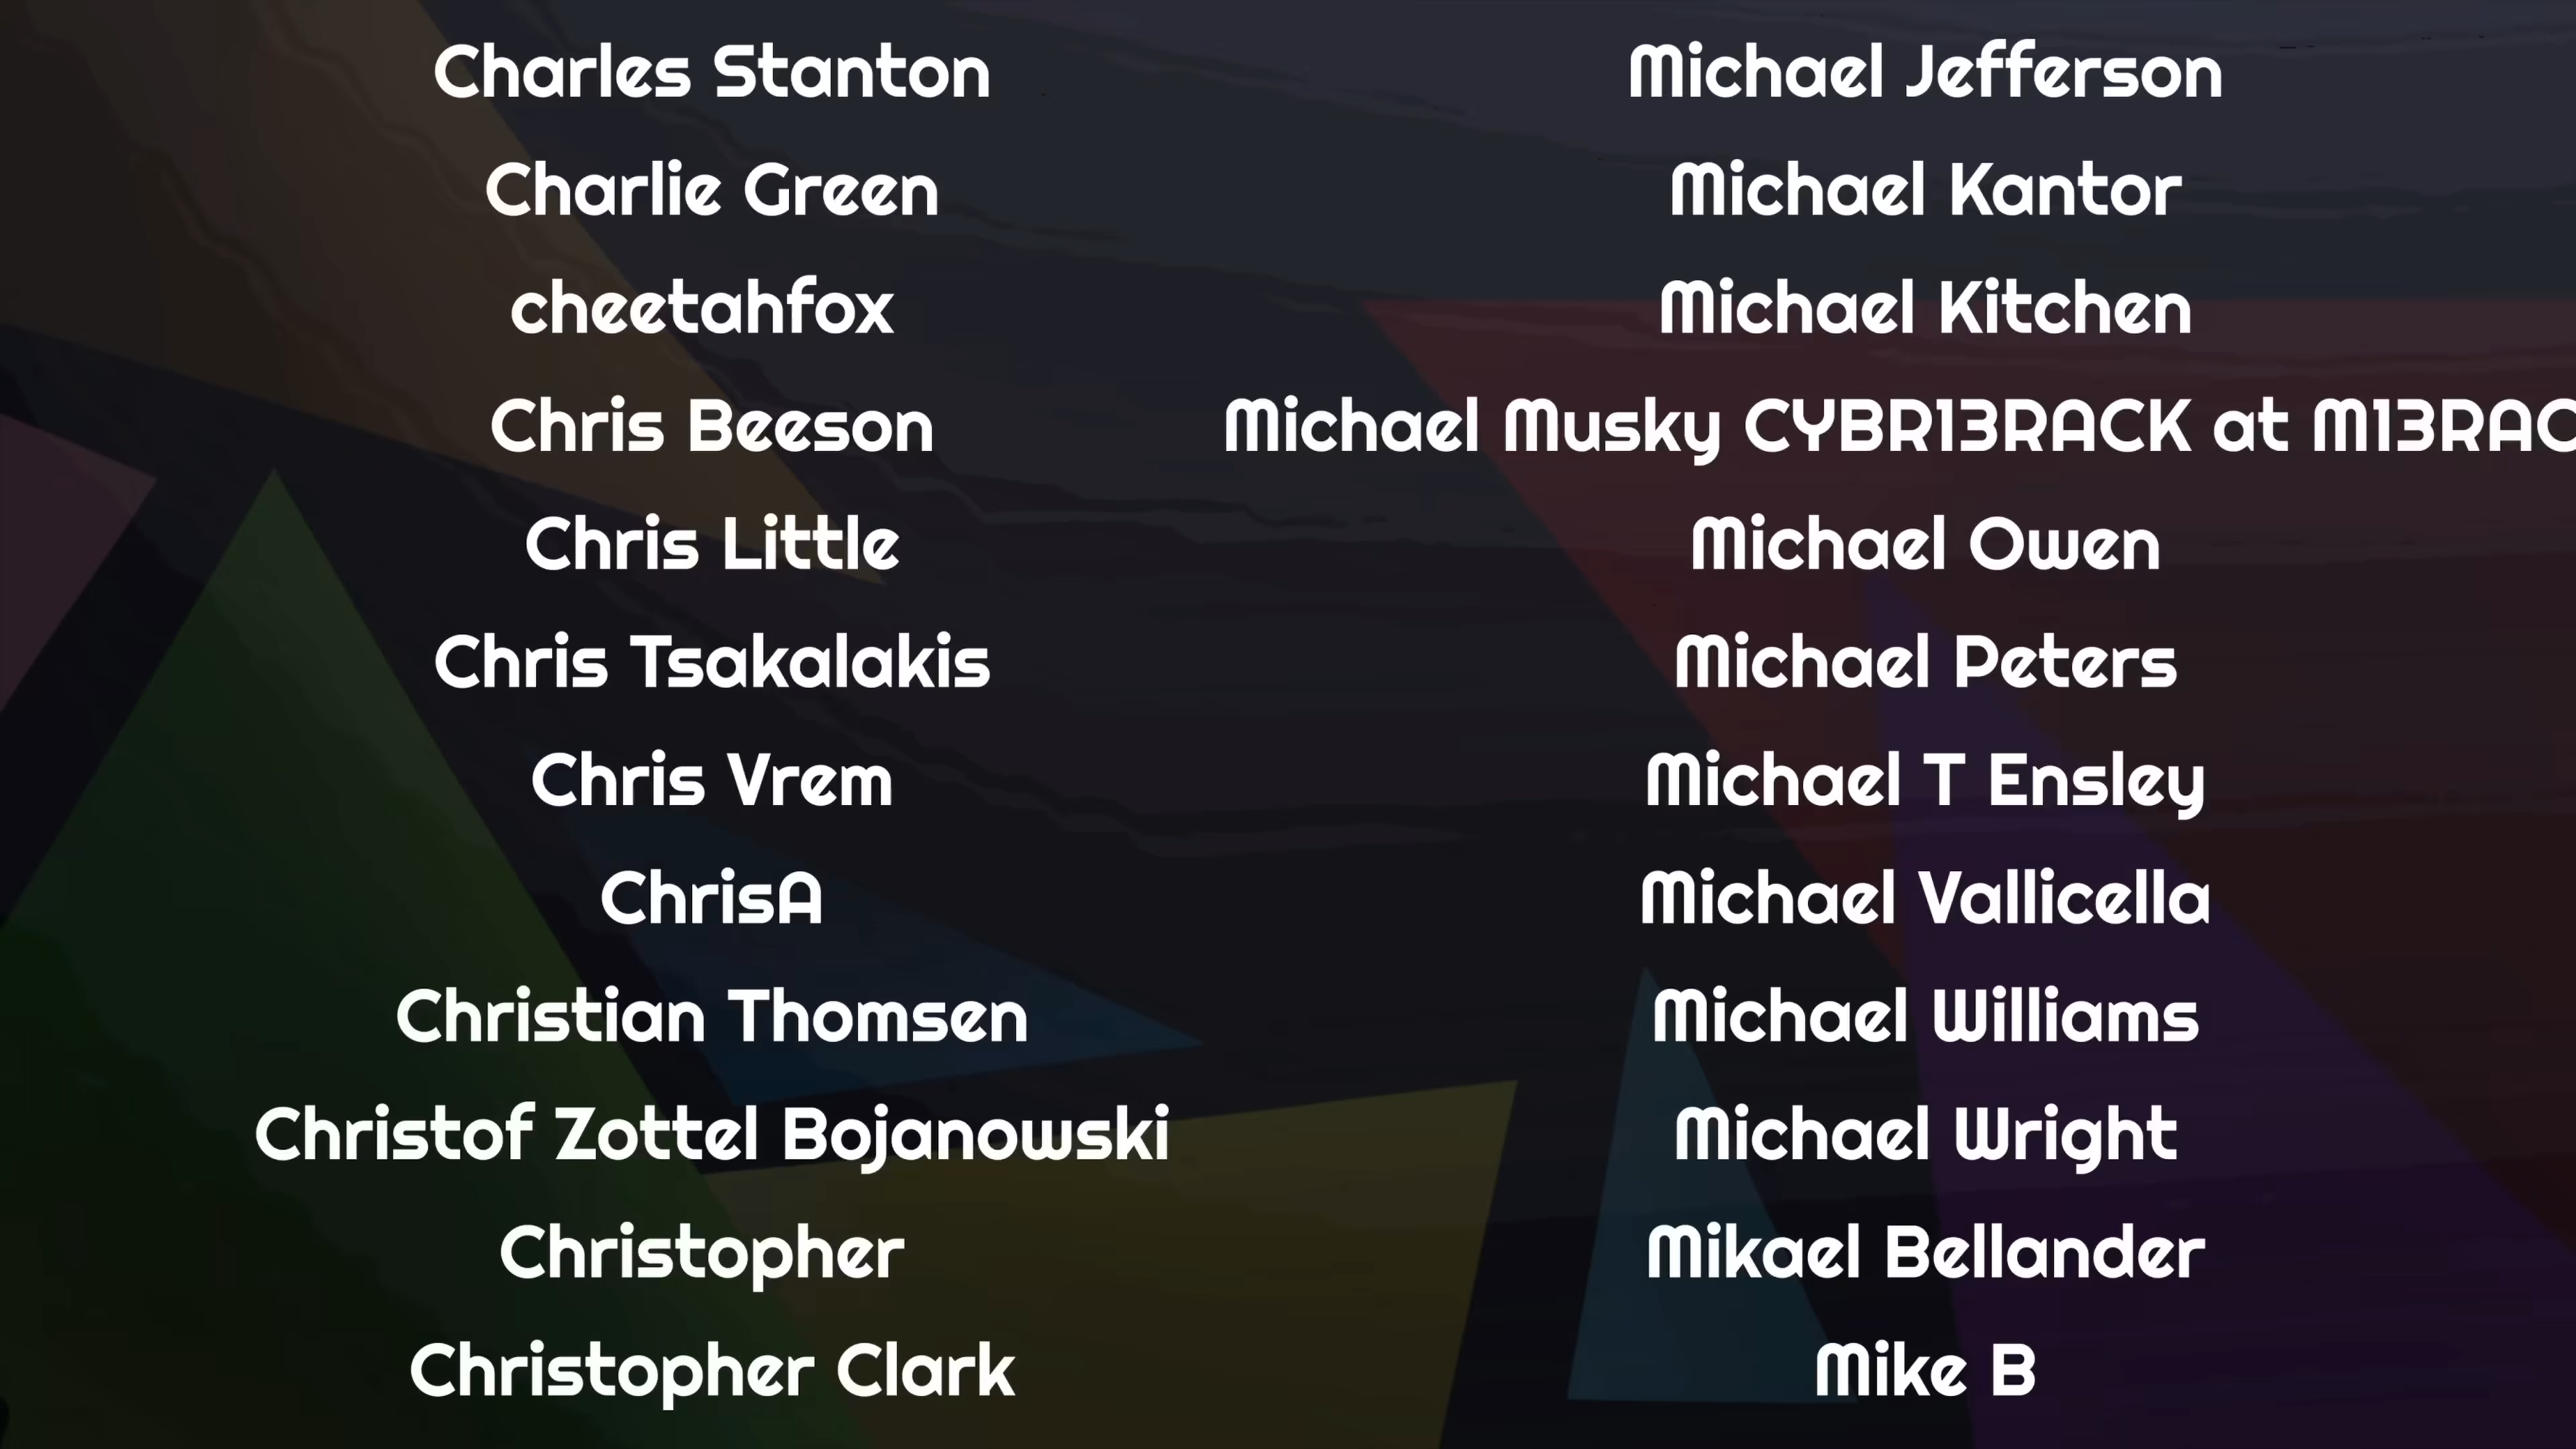 Charles Stanton
Charlie Green
cheetahfox
Chris Beeson
Chris Little
Chris Tsakalakis
Chris Vrem
ChrisA
Christian Thomsen
Christof Zottel Bojanowski
Christopher
Christopher Clark
Michael Jefferson
Michael Kantor
Michael Kitchen
Michael Musky CYBR13RACK at
Michael Owen
Michael Peters
Michael T Ensley
Michael Vallicella
Michael Williams
Michael Wright
Mikael Bellander
Mike B